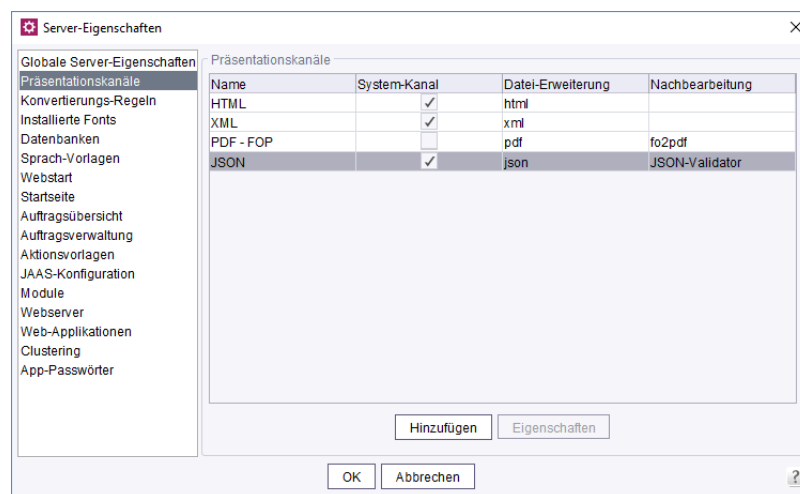 Server-Eigenschaften
Globale Server-Eigenschaften
Präsentationskanäle
Konvertierungs-Regeln
Installierte Fonts
Datenbanken
Sprach-Vorlagen
Webstart
Startseite
Auftragsübersicht
Auftragsverwaltung
Aktionsvorlagen
JAAS-Konfiguration
Module
Webserver
Web-Applikationen
Clustering
App-Passwörter
Präsentationskanäle
Name System-Kanal Datei-Erweiterung Nachbearbeitung
HTML html
XML xml
PDF - FOP pdf fo2pdf
JSON json JSON-Validator
Hinzufügen Eigenschaften
OK Abbrechen ?